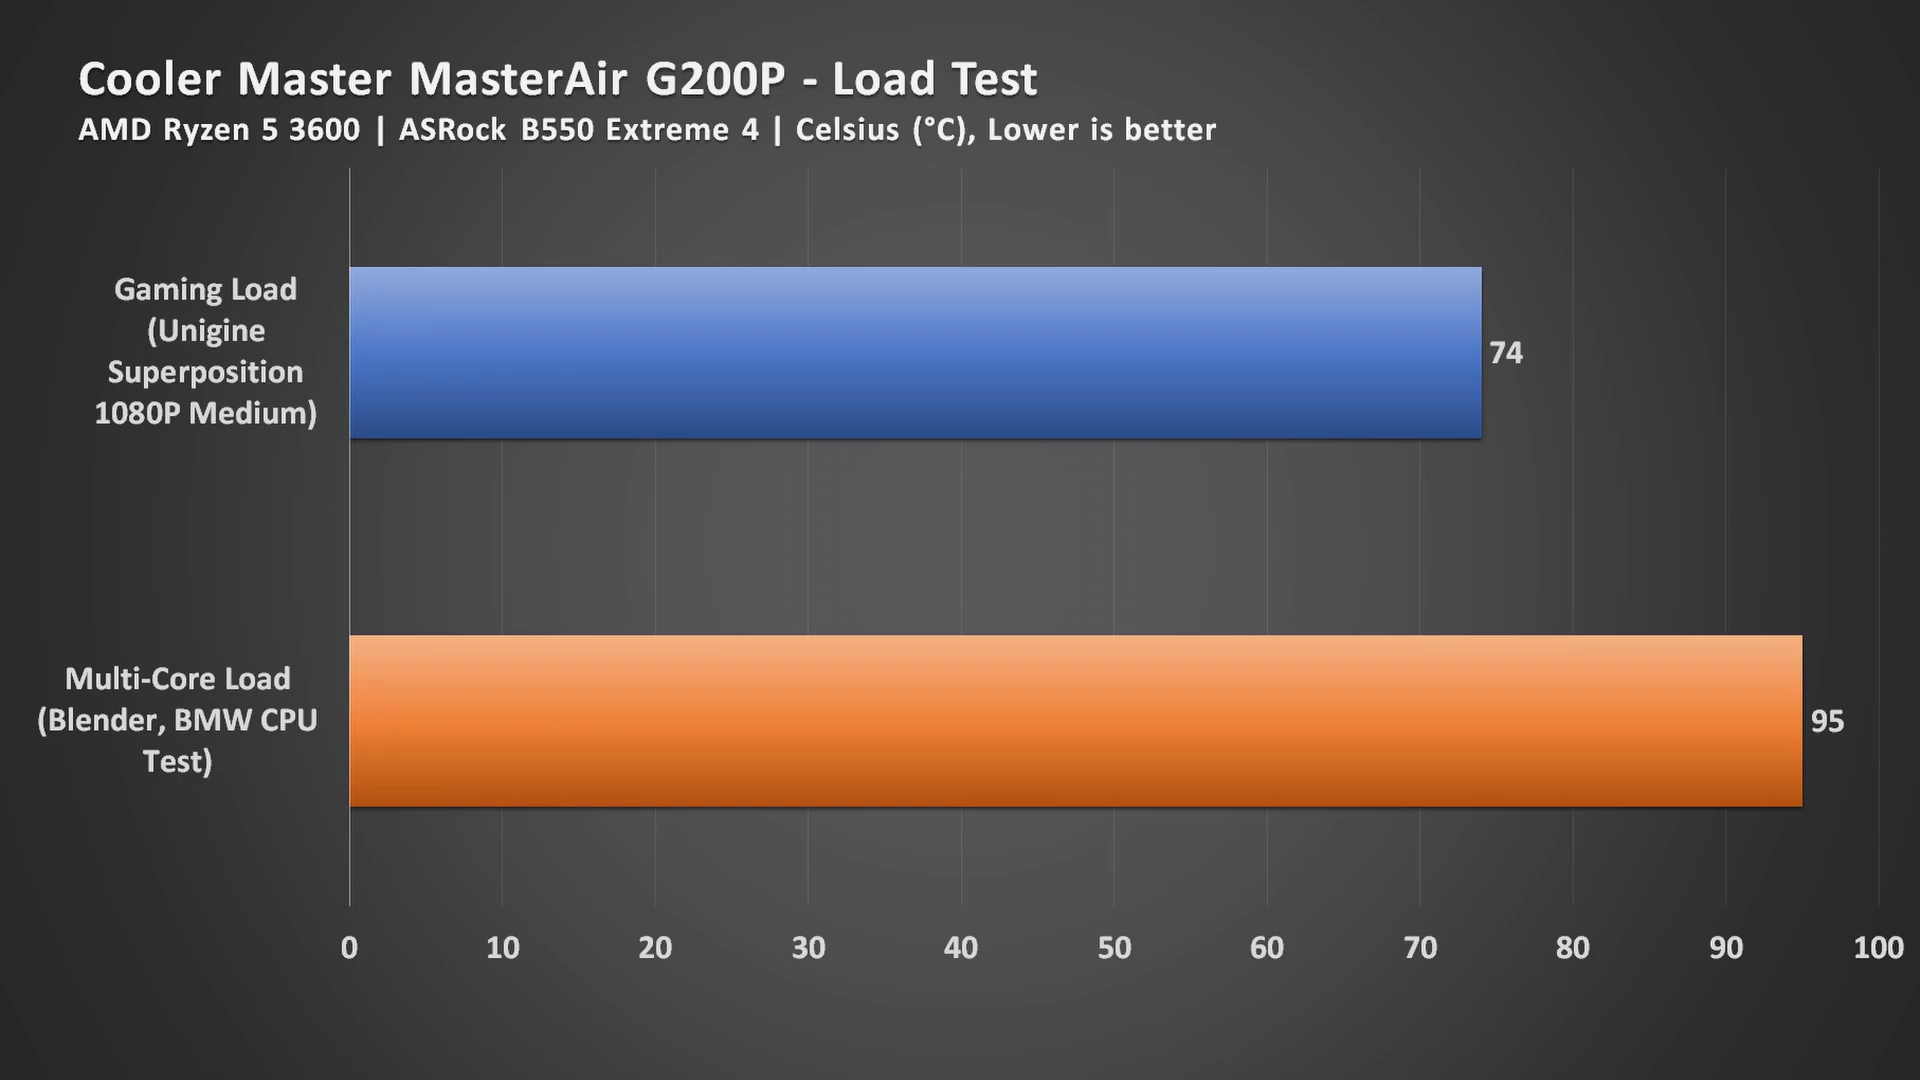 Cooler Master MasterAir G200P - Load Test
AMD Ryzen 5 3600 | ASRock B550 Extreme 4 | Celsius (°C), Lower is better
Gaming Load
(Unigine
Superposition
1080P Medium)
74
Multi-Core Load
(Blender, BMW CPU
Test)
95
0 10 20 30 40 50 60 70 80 90 100